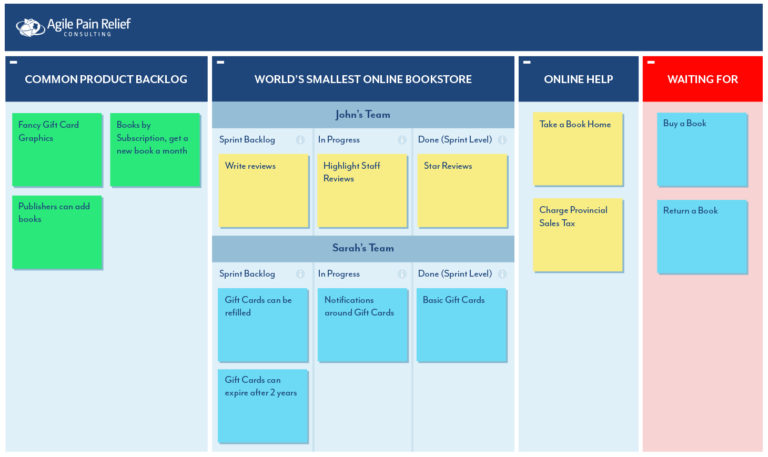 Agile Pain Relief
CONSULTING
COMMON PRODUCT BACKLOG
Fancy Gift Card
Graphics
Books by
Subscription, get a
new book a month
Publishers can add
books
WORLD'S SMALLEST ONLINE BOOKSTORE
John's Team
Sprint Backlog
In Progress
Done (Sprint Level)
Write reviews
Highlight Staff
Reviews
Star Reviews
Sarah's Team
Sprint Backlog
In Progress
Done (Sprint Level)
Gift Cards can be
refilled
Notifications
around Gift Cards
Basic Gift Cards
Gift Cards can
expire after 2 years
ONLINE HELP
Take a Book Home
Charge Provincial
Sales Tax
WAITING FOR
Buy a Book
Return a Book